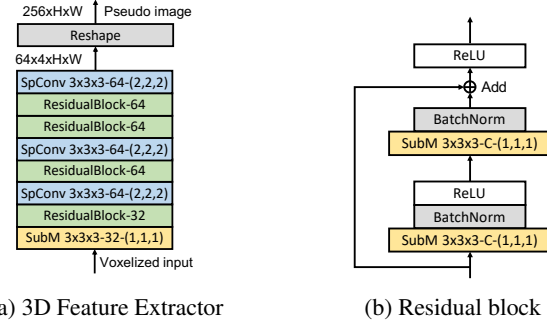 256xHxW Pseudo image
Reshape
64x4xHxW
SpConv 3x3x3-64-(2,2,2)
ResidualBlock-64
ResidualBlock-64
SpConv 3x3x3-64-(2,2,2)
ResidualBlock-64
SpConv 3x3x3-64-(2,2,2)
ResidualBlock-32
SubM 3x3x3-32-(1,1,1)
Voxelized input
a) 3D Feature Extractor
ReLU
Add
BatchNorm
SubM 3x3x3-C-(1,1,1)
ReLU
BatchNorm
SubM 3x3x3-C-(1,1,1)
(b) Residual block